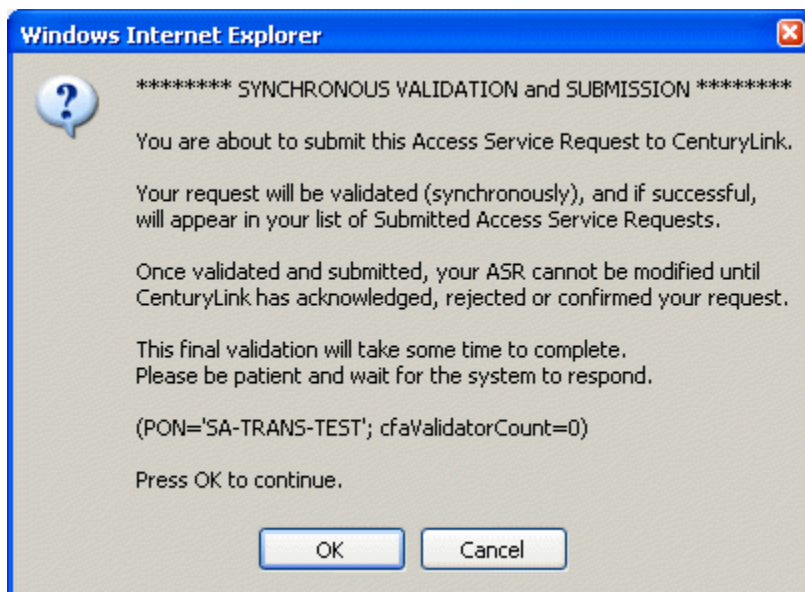 Windows Internet Explorer
******** SYNCHRONOUS VALIDATION and SUBMISSION ********
You are about to submit this Access Service Request to CenturyLink.
Your request will be validated (synchronously), and if successful,
will appear in your list of Submitted Access Service Requests.
Once validated and submitted, your ASR cannot be modified until
CenturyLink has acknowledged, rejected or confirmed your request.
This final validation will take some time to complete.
Please be patient and wait for the system to respond.
(PON='SA-TRANS-TEST'; cfaValidatorCount=0)
Press OK to continue.
OK Cancel